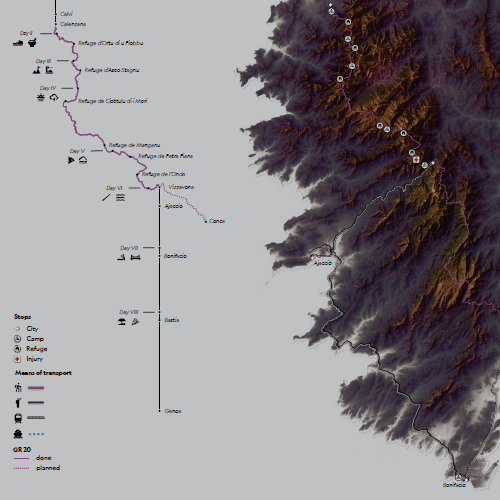 Calvi
Calenzana
Day II
Refuge d'Ortu di u Piobbu
Day III
Refuge d'Asco Stagnu
Day IV
Refuge de Ciottulu di i Mori
Refuge de Manganu
Day V
Refuge de Petra Piana
Refuge de l'Onda
Day VI
Vizzavona
Ajaccio
Conca
Day VII
Bonifacio
Day VIII
Bastia
Genoa
Stops
City
Camp
Refuge
Injury
Means of transport
GR 20
done
planned
Ajaccio
Bonifacio